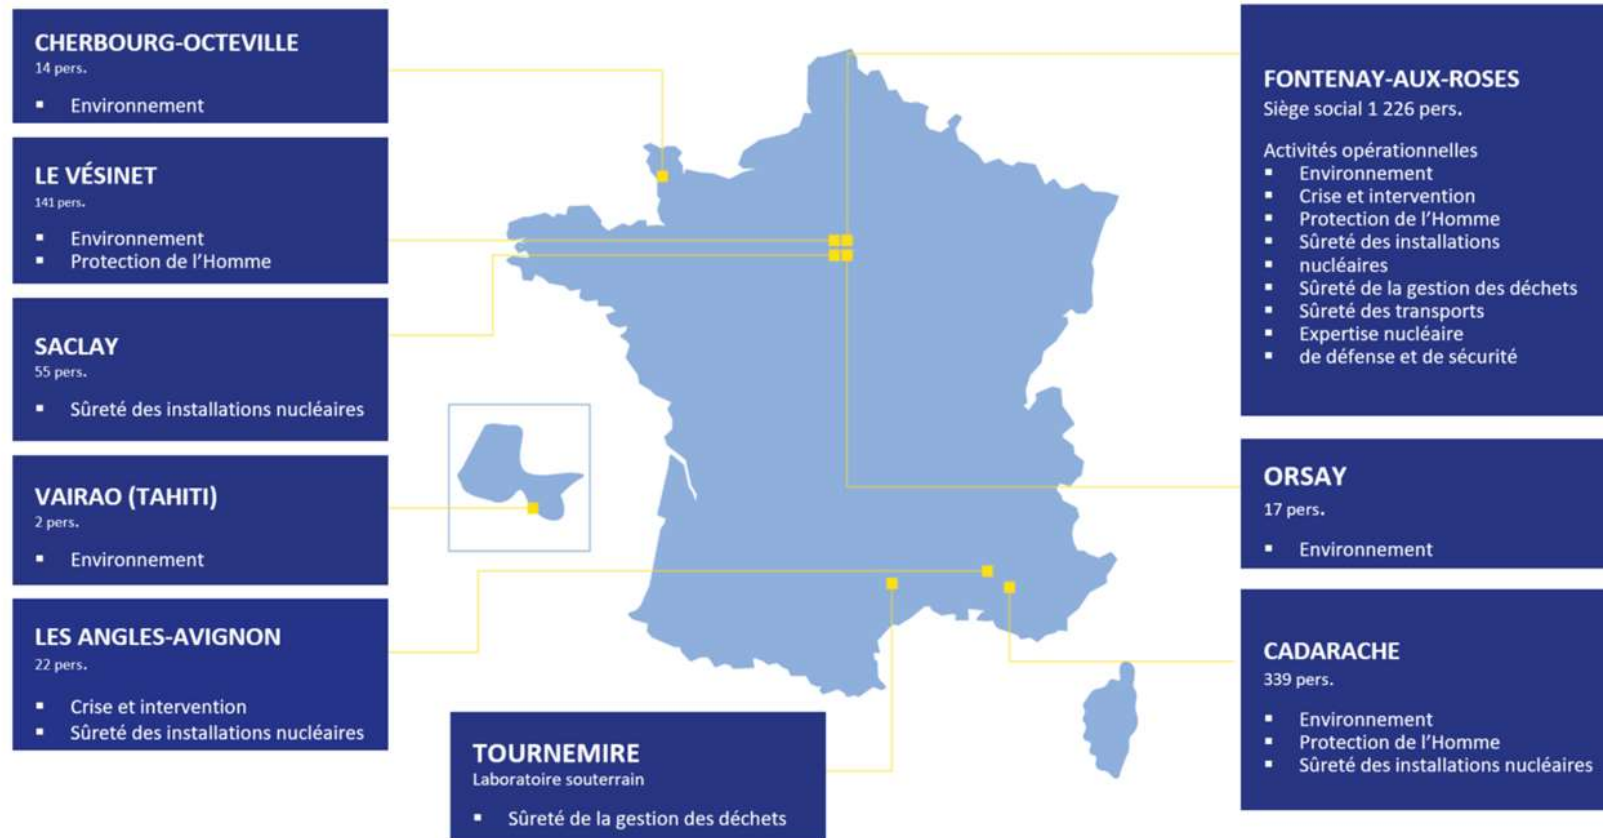 CHERBOURG-OCTEVILLE
14 pers.
▪ Environnement
LE VÉSINET
141 pers.
▪ Environnement
▪ Protection de l'Homme
SACLAY
55 pers.
▪ Sûreté des installations nucléaires
VAIRAO (TAHITI)
2 pers.
▪ Environnement
LES ANGLES-AVIGNON
22 pers.
▪ Crise et intervention
▪ Sûreté des installations nucléaires
TOURNEMIRE
Laboratoire souterrain
▪ Sûreté de la gestion des déchets
FONTENAY-AUX-ROSES
Siège social 1 226 pers.
Activités opérationnelles
▪ Environnement
▪ Crise et intervention
▪ Protection de l'Homme
▪ Sûreté des installations
▪ nucléaires
▪ Sûreté de la gestion des déchets
▪ Sûreté des transports
▪ Expertise nucléaire
▪ de défense et de sécurité
ORSAY
17 pers.
▪ Environnement
CADARACHE
339 pers.
▪ Environnement
▪ Protection de l'Homme
▪ Sûreté des installations nucléaires